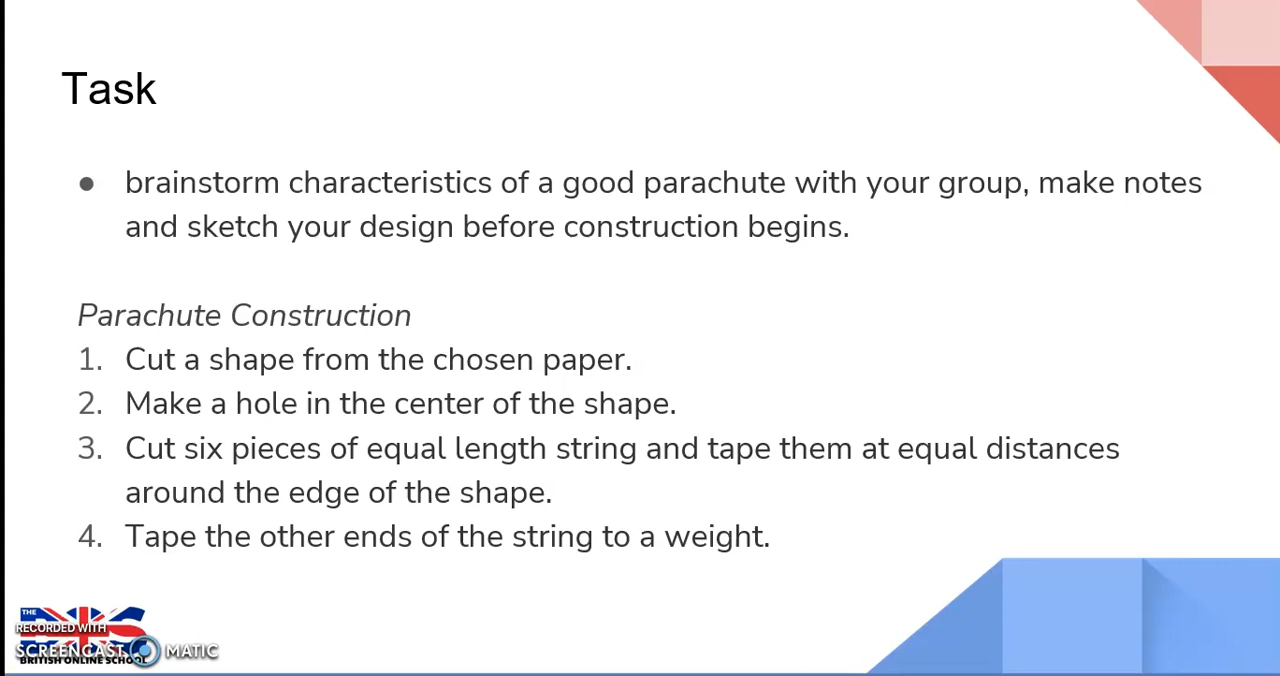 Task
● brainstorm characteristics of a good parachute with your group, make notes
and sketch your design before construction begins.
Parachute Construction
1. Cut a shape from the chosen paper.
2. Make a hole in the center of the shape.
3. Cut six pieces of equal length string and tape them at equal distances
around the edge of the shape.
4. Tape the other ends of the string to a weight.
THE
RECORDED WITH
SCREENCAST MATIC
BRITISH ONLINE SCHOOL